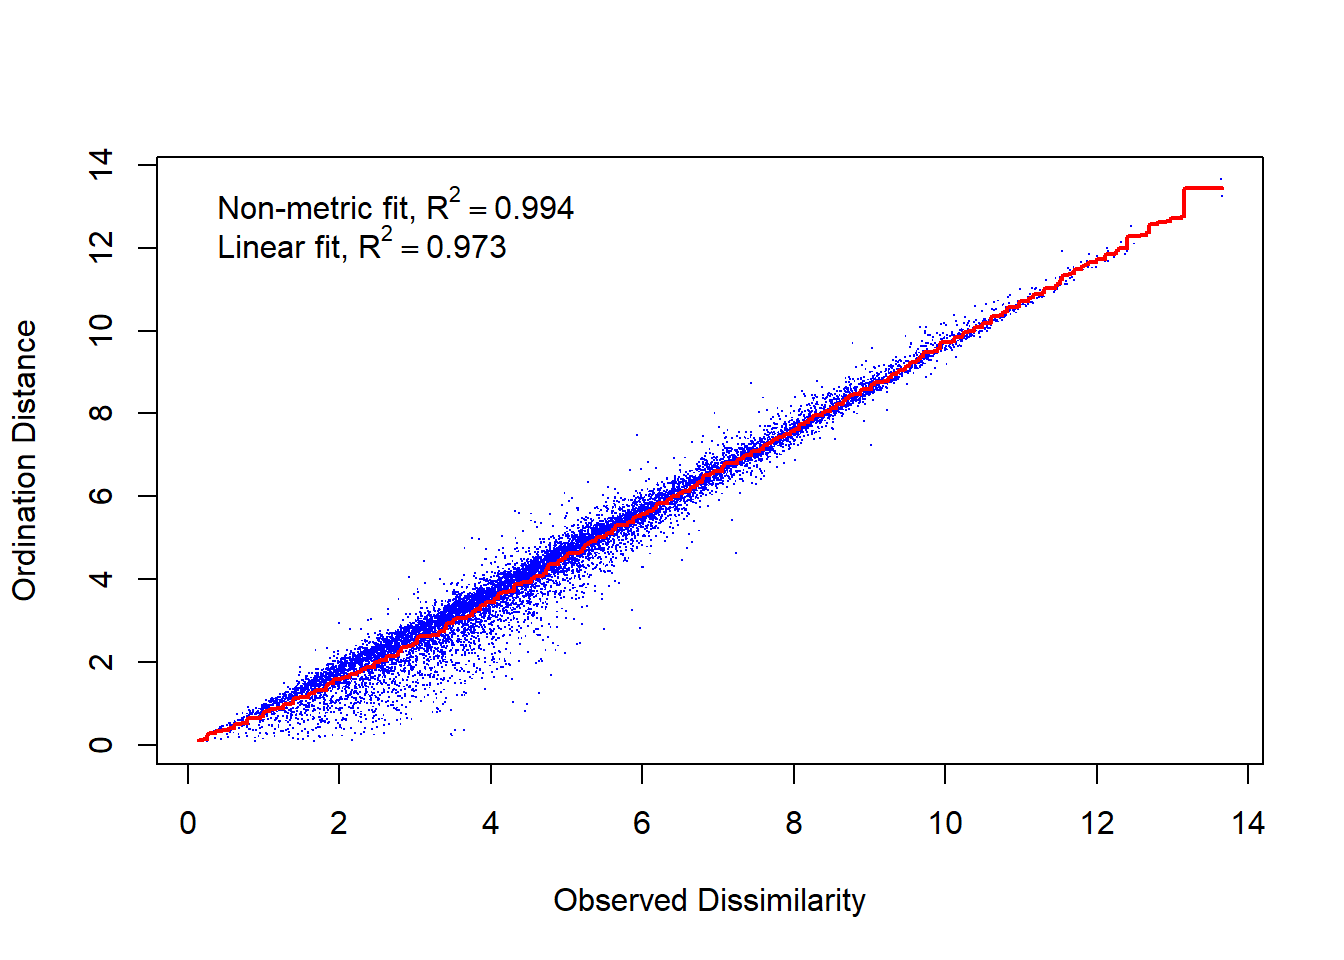 Non-metric fit, R² = 0.994
Linear fit, R² = 0.973
Ordination Distance
14
12
10
8
6
4
2
0
0 2 4 6 8 10 12 14
Observed Dissimilarity